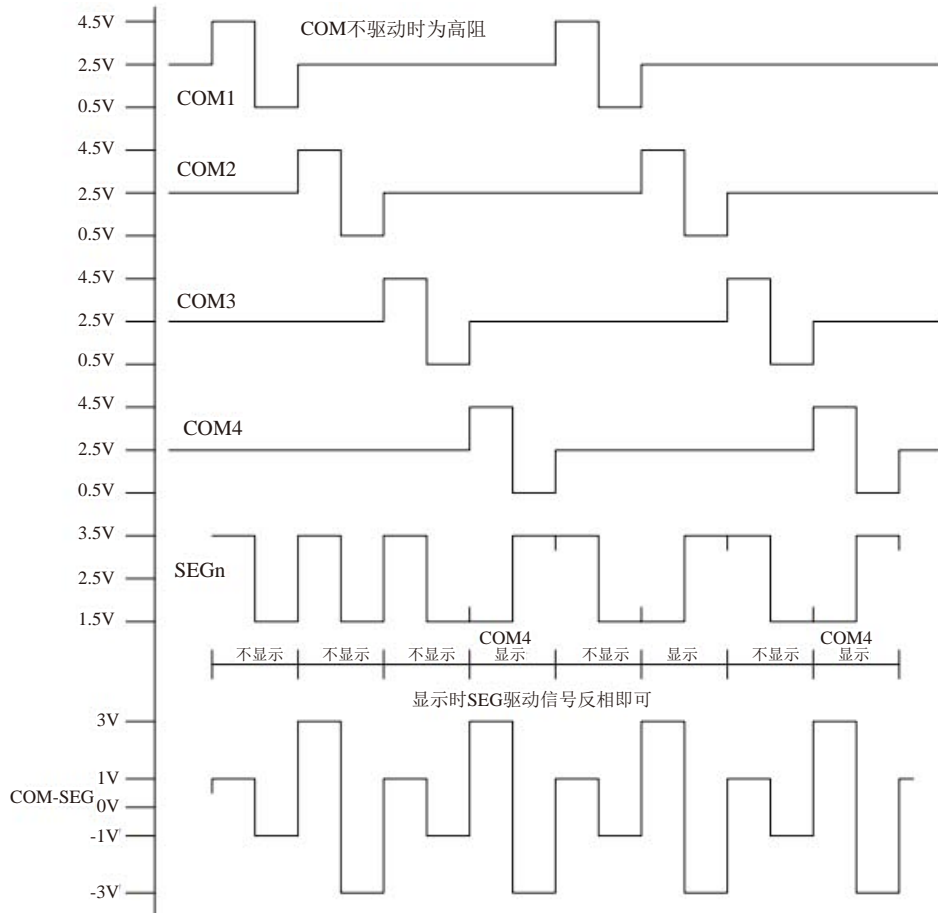 4.5V
COM不驱动时为高阻
2.5V
COM1
0.5V
4.5V
COM2
2.5V
0.5V
4.5V
COM3
2.5V
0.5V
4.5V
COM4
2.5V
0.5V
3.5V
SEGn
2.5V
1.5V
COM4 COM4
不显示 不显示 不显示 显示 不显示 显示 不显示 显示
显示时SEG驱动信号反相即可
3V
1V
COM-SEG 0V
-1V
-3V